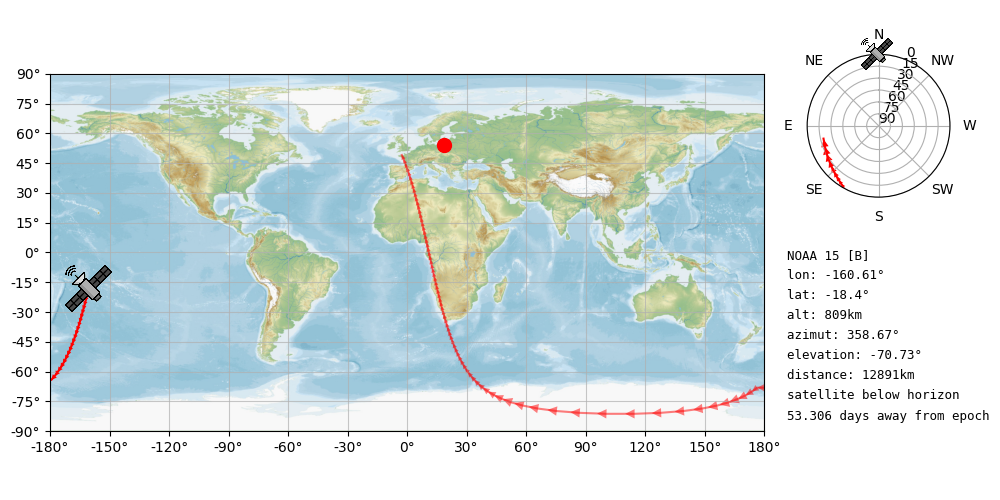 90°
75°
60°
45°
30°
15°
0°
-15°
-30°
-45°
-60°
-75°
-90°
-180° -150° -120° -90° -60° -30° 0° 30° 60° 90° 120° 150° 180°
N
NE
NW
E
W
SE
SW
S
0
15
30
45
60
75
90
NOAA 15 [B]
lon: -160.61°
lat: -18.4°
alt: 809km
azimut: 358.67°
elevation: -70.73°
distance: 12891km
satellite below horizon
53.306 days away from epoch